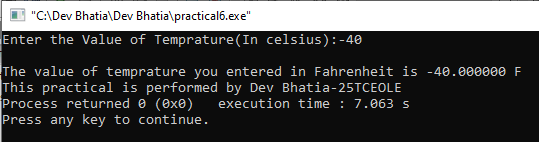 "C:\Dev Bhatia\Dev Bhatia\practical6.exe"
Enter the Value of Temprature(In celsius):-40
The value of temprature you entered in Fahrenheit is -40.000000 F
This practical is performed by Dev Bhatia-25TCEOLE
Process returned 0 (0x0)   execution time : 7.063 s
Press any key to continue.